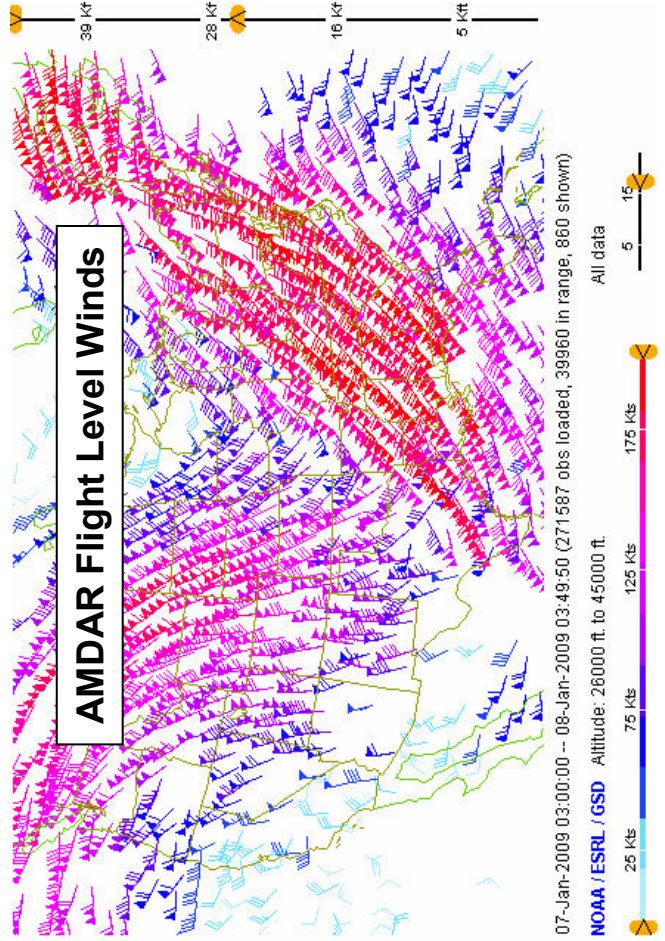 AMDAR Flight Level Winds
39 Kft
28 Kft
16 Kft
5 Kft
07-Jan-2009 03:00:00 -- 08-Jan-2009 03:49:50 (271587 obs loaded, 39960 in range, 860 shown)
NOAA / ESRL / GSD Altitude: 26000 ft. to 45000 ft. All data
25 Kts 75 Kts 125 Kts 175 Kts 5 15